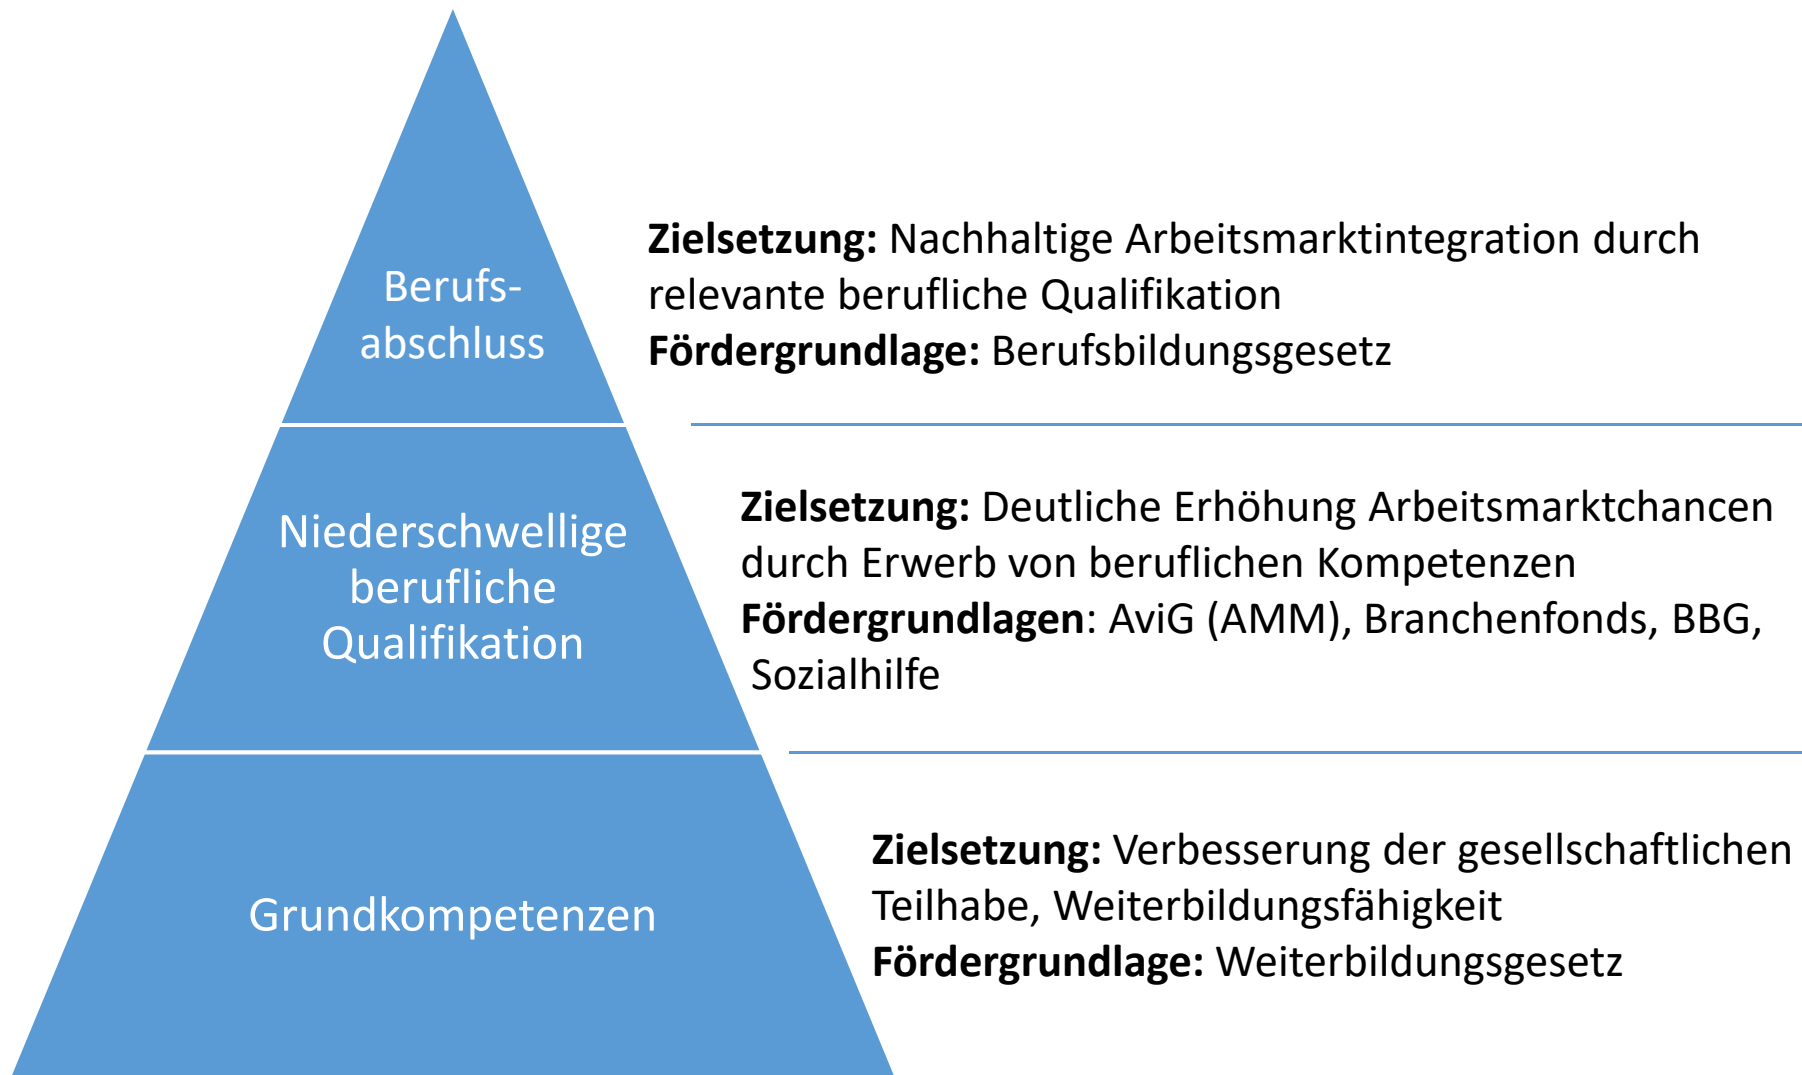 Berufs-
abschluss
Zielsetzung: Nachhaltige Arbeitsmarktintegration durch
relevante berufliche Qualifikation
Fördergrundlage: Berufsbildungsgesetz
Niederschwellige
berufliche
Qualifikation
Zielsetzung: Deutliche Erhöhung Arbeitsmarktchancen
durch Erwerb von beruflichen Kompetenzen
Fördergrundlagen: AviG (AMM), Branchenfonds, BBG,
Sozialhilfe
Grundkompetenzen
Zielsetzung: Verbesserung der gesellschaftlichen
Teilhabe, Weiterbildungsfähigkeit
Fördergrundlage: Weiterbildungsgesetz